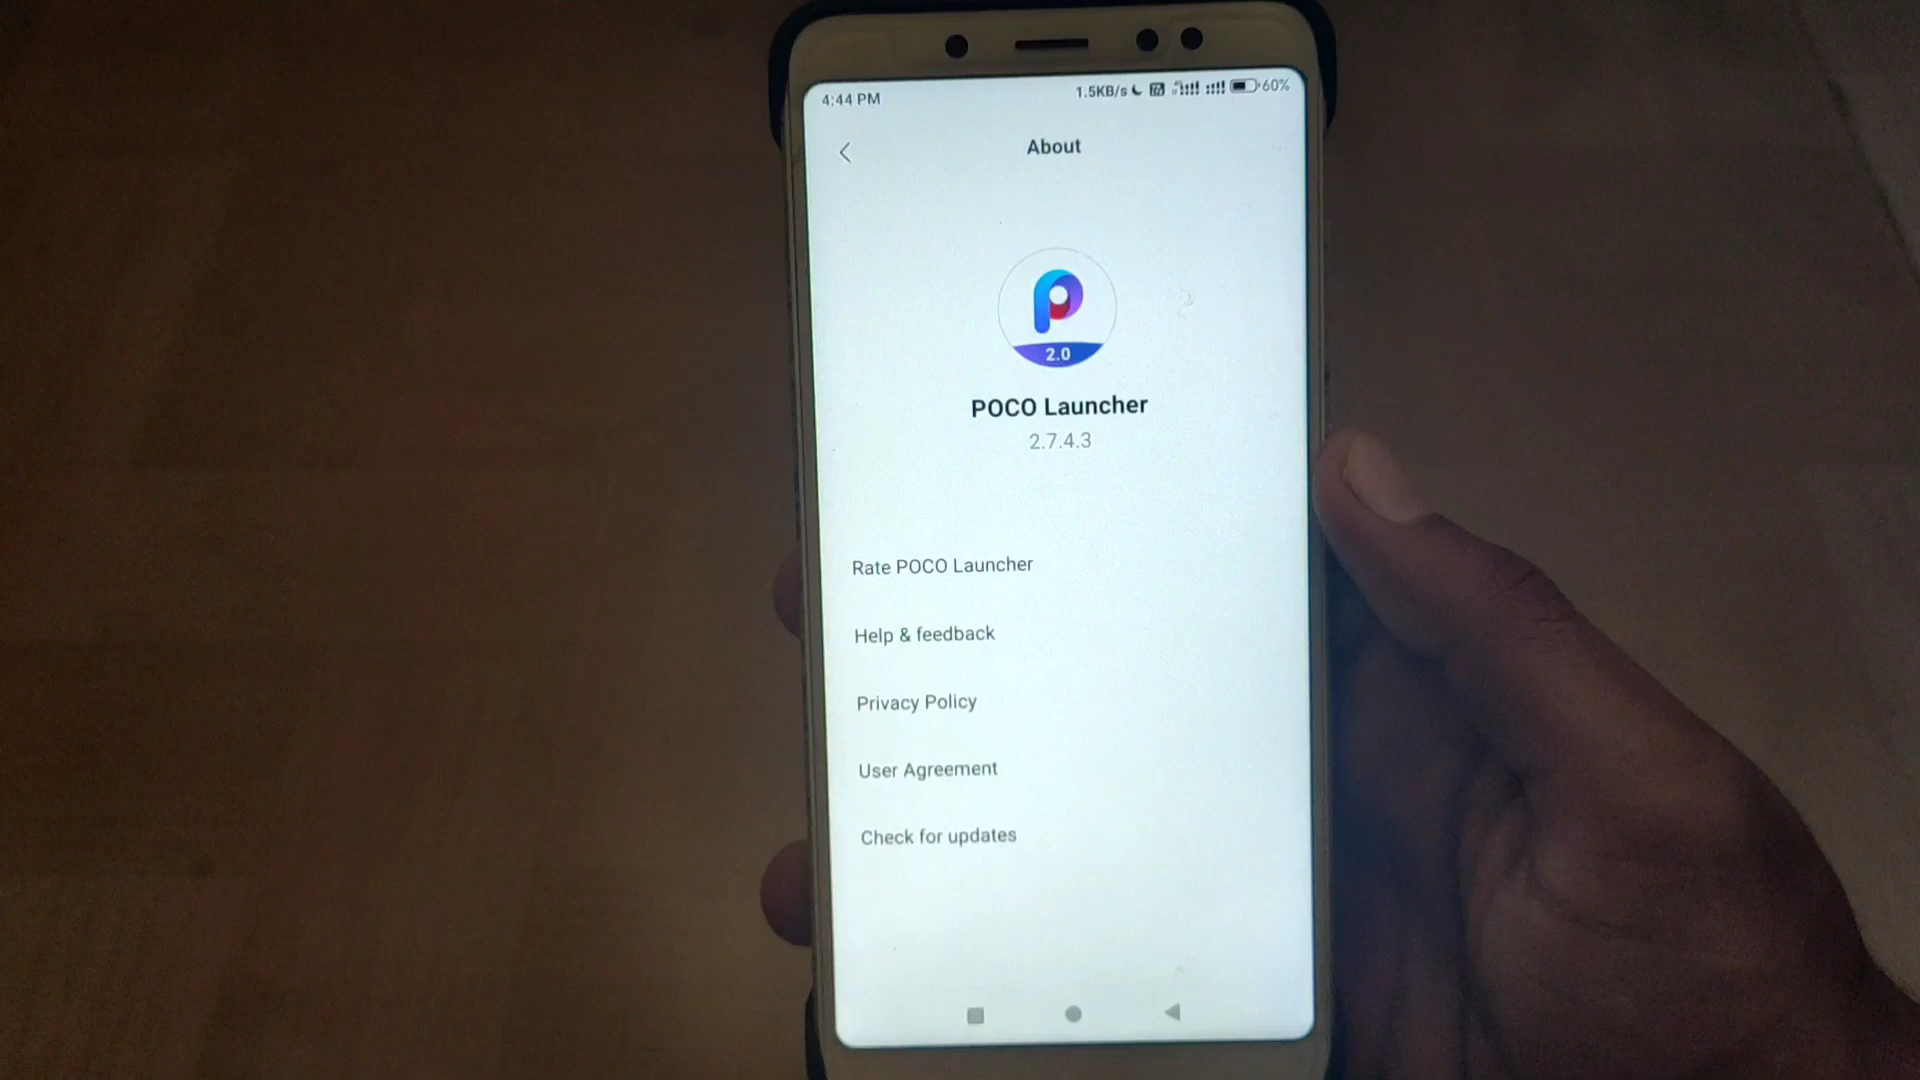 4:44 PM 1.5KB/s 60%
About
2.0
POCO Launcher
2.7.4.3
Rate POCO Launcher
Help & feedback
Privacy Policy
User Agreement
Check for updates